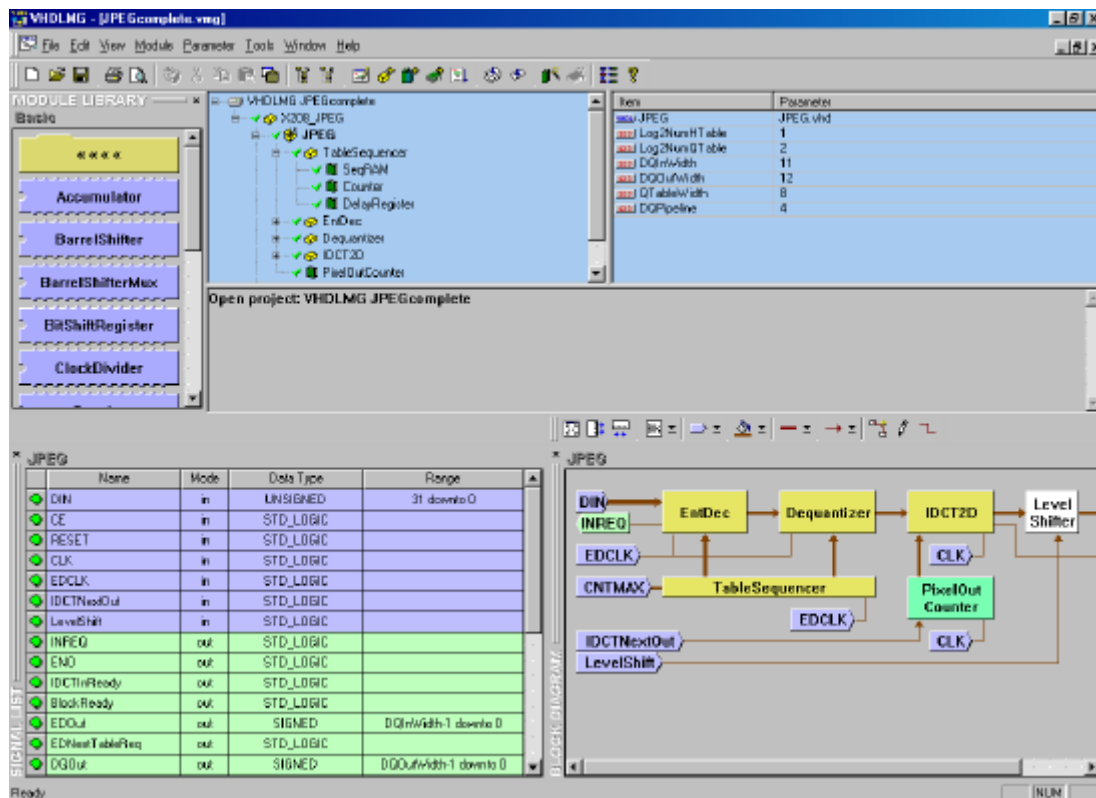 VHDLMG - [JPEGcomplete.vmg]
File Edit View Module Parameter Tools Window Help
MODULE LIBRARY
Basic
««««
Accumulator
BarrelShifter
BarrelShifterMux
BitShiftRegister
ClockDivider
VHDLMG JPEGcomplete
X208_JPEG
JPEG
TableSequencer
SeqRAM
Counter
DelayRegister
EntDec
Dequantizer
IDCT2D
PixelOutCounter
Item Parameter
JPEG JPEG.vhd
Log2NumHTable 1
Log2NumQTable 2
DQInWidth 11
DQOutWidth 12
QTableWidth 8
DQPipeline 4
Open project: VHDLMG JPEGcomplete
JPEG
Name Mode Data Type Range
DIN in UNSIGNED 31 downto 0
CE in STD_LOGIC
RESET in STD_LOGIC
CLK in STD_LOGIC
EDCLK in STD_LOGIC
IDCTNextOut in STD_LOGIC
LevelShift in STD_LOGIC
INREQ out STD_LOGIC
ENO out STD_LOGIC
IDCTInReady out STD_LOGIC
BlockReady out STD_LOGIC
EDOut out SIGNED DQInWidth-1 downto 0
EDNextTableReq out STD_LOGIC
DQOut out SIGNED DQOutWidth-1 downto 0
SIGNAL LIST
JPEG
DIN
INREQ
EntDec
Dequantizer
IDCT2D
Level
Shifter
EDCLK
CLK
CNTMAX
TableSequencer
PixelOut
Counter
EDCLK
IDCTNextOut
CLK
LevelShift
BLOCK DIAGRAM
Ready
NUM